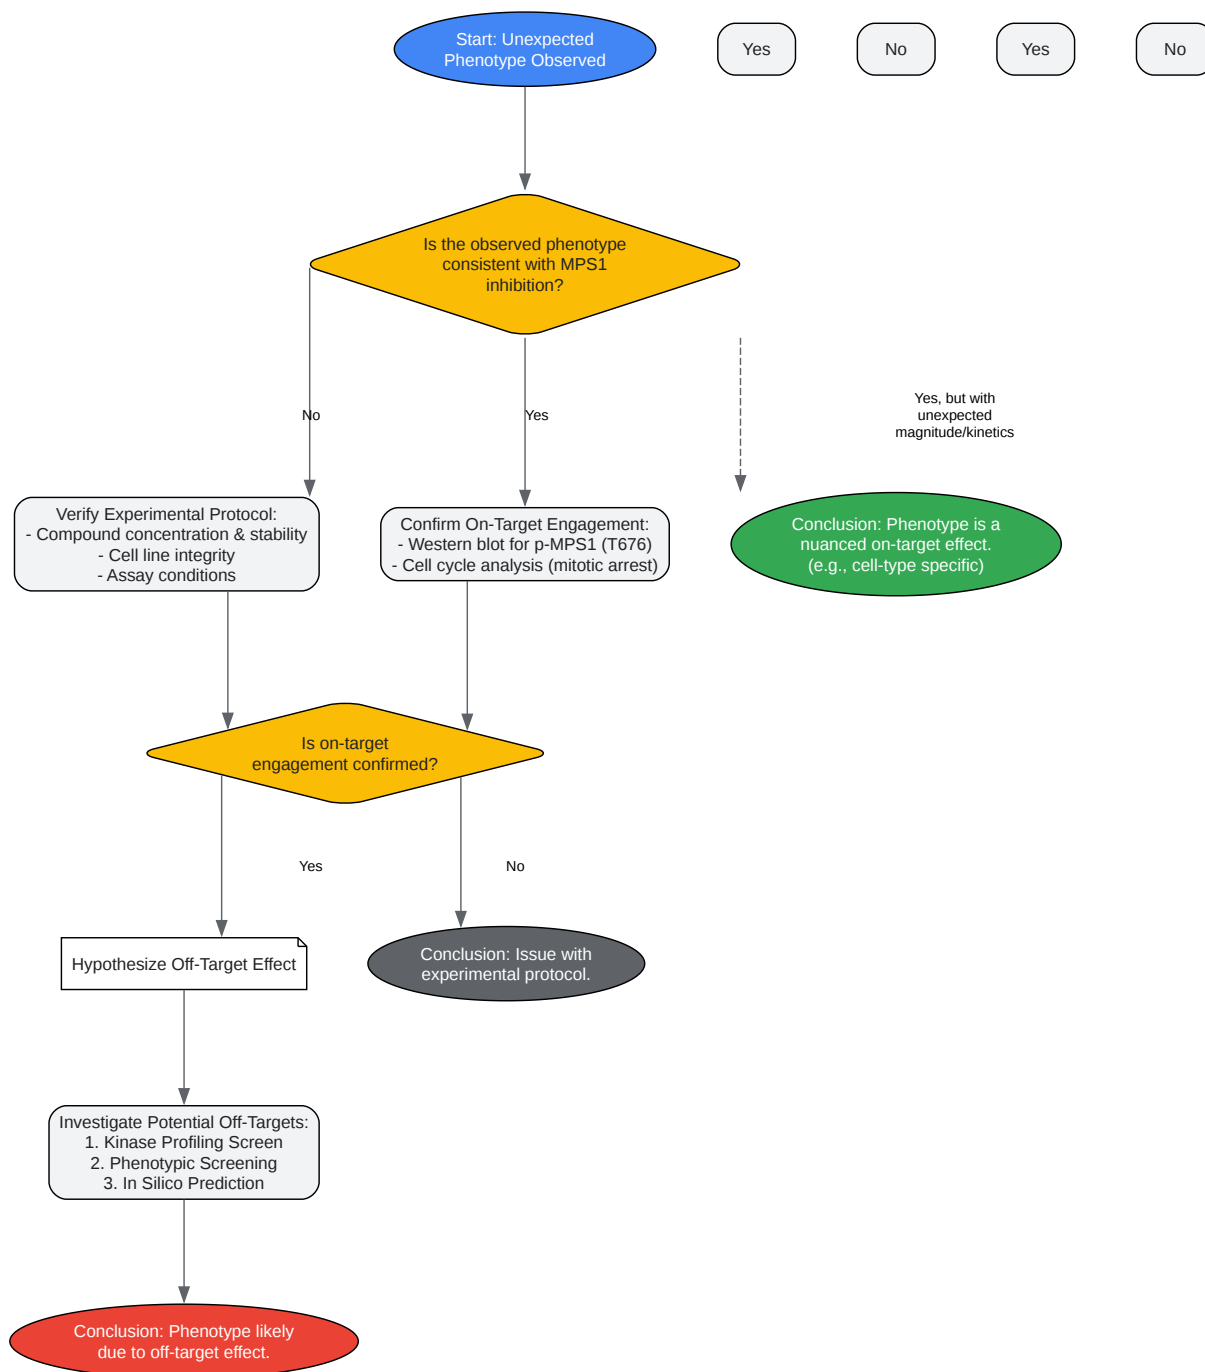 Start: Unexpected
Phenotype Observed
Yes
No
Yes
No
Is the observed phenotype
consistent with MPS1
inhibition?
No
Yes
Yes, but with
unexpected
magnitude/kinetics
Verify Experimental Protocol:
- Compound concentration & stability
- Cell line integrity
- Assay conditions
Confirm On-Target Engagement:
- Western blot for p-MPS1 (T676)
- Cell cycle analysis (mitotic arrest)
Conclusion: Phenotype is a
nuanced on-target effect.
(e.g., cell-type specific)
Is on-target
engagement confirmed?
Yes
No
Hypothesize Off-Target Effect
Conclusion: Issue with
experimental protocol.
Investigate Potential Off-Targets:
1. Kinase Profiling Screen
2. Phenotypic Screening
3. In Silico Prediction
Conclusion: Phenotype likely
due to off-target effect.